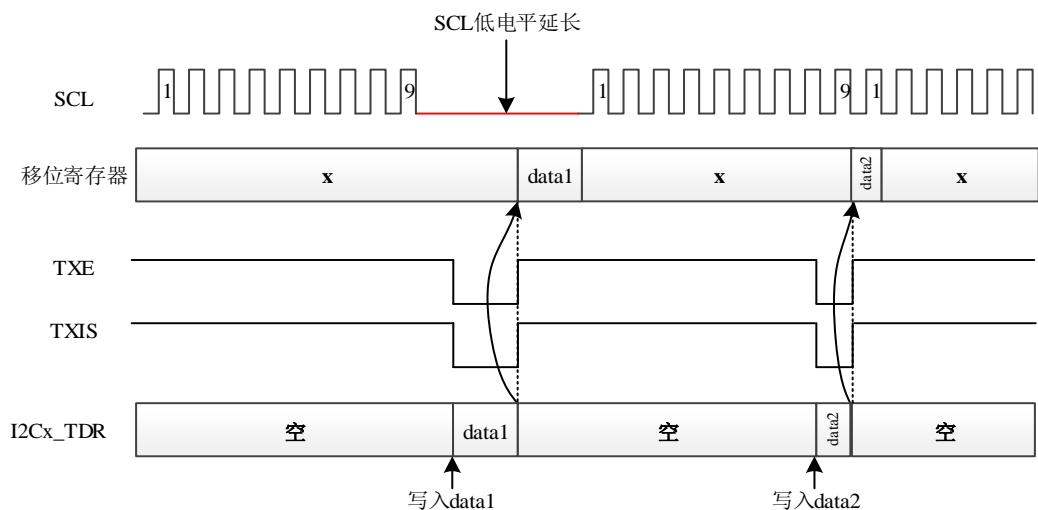 SCL低电平延长
SCL
1
9
1
9
1
移位寄存器
x
data1
x
data2
x
TXE
TXIS
I2Cx_TDR
空
data1
空
data2
空
写入data1
写入data2